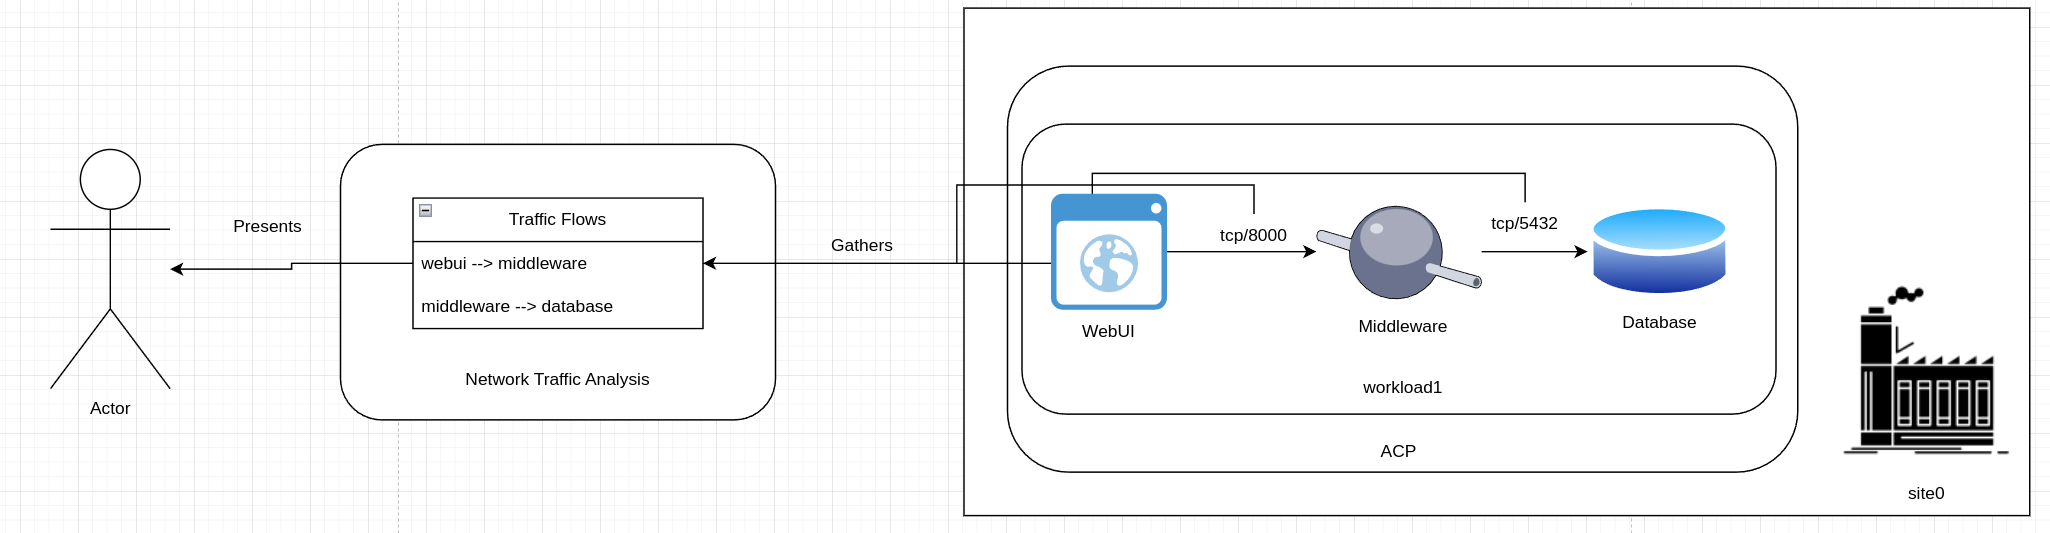 Presents
Actor
Traffic Flows
webui --> middleware
middleware --> database
Network Traffic Analysis
Gathers
tcp/8000
tcp/5432
WebUI
Middleware
Database
workload1
ACP
site0